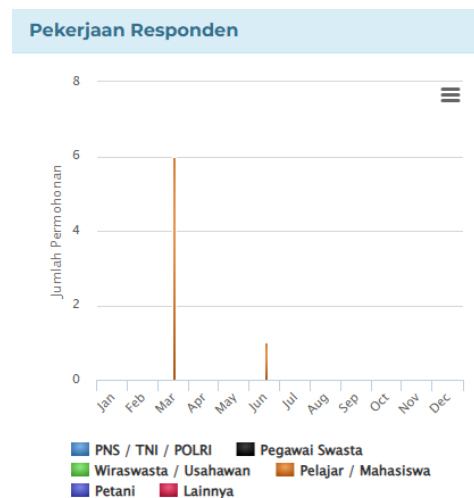 Pekerjaan Responden
8
6
4
2
0
Jumlah Permohonan
Jan Feb Mar Apr May Jun Jul Aug Sep Oct Nov Dec
PNS / TNI / POLRI Pegawai Swasta
Wiraswasta / Usahawan Pelajar / Mahasiswa
Petani Lainnya